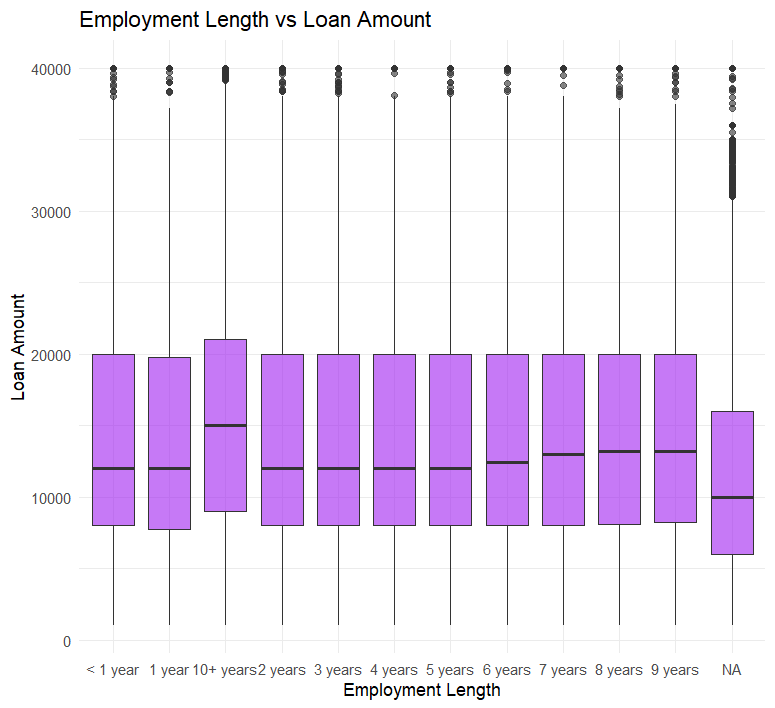 Employment Length vs Loan Amount
40000
30000
20000
10000
0
Loan Amount
< 1 year 1 year 10+ years 2 years 3 years 4 years 5 years 6 years 7 years 8 years 9 years NA
Employment Length